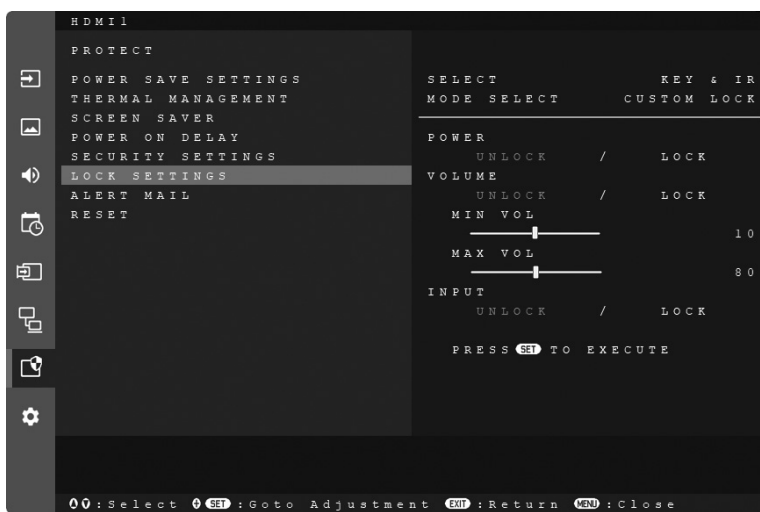 HDMI1
PROTECT
POWER SAVE SETTINGS
THERMAL MANAGEMENT
SCREEN SAVER
POWER ON DELAY
SECURITY SETTINGS
LOCK SETTINGS
ALERT MAIL
RESET
SELECT KEY & IR
MODE SELECT CUSTOM LOCK
POWER
UNLOCK / LOCK
VOLUME
UNLOCK / LOCK
MIN VOL
10
MAX VOL
80
INPUT
UNLOCK / LOCK
PRESS SET TO EXECUTE
:Select SET :Goto Adjustment EXIT :Return MENU :Close